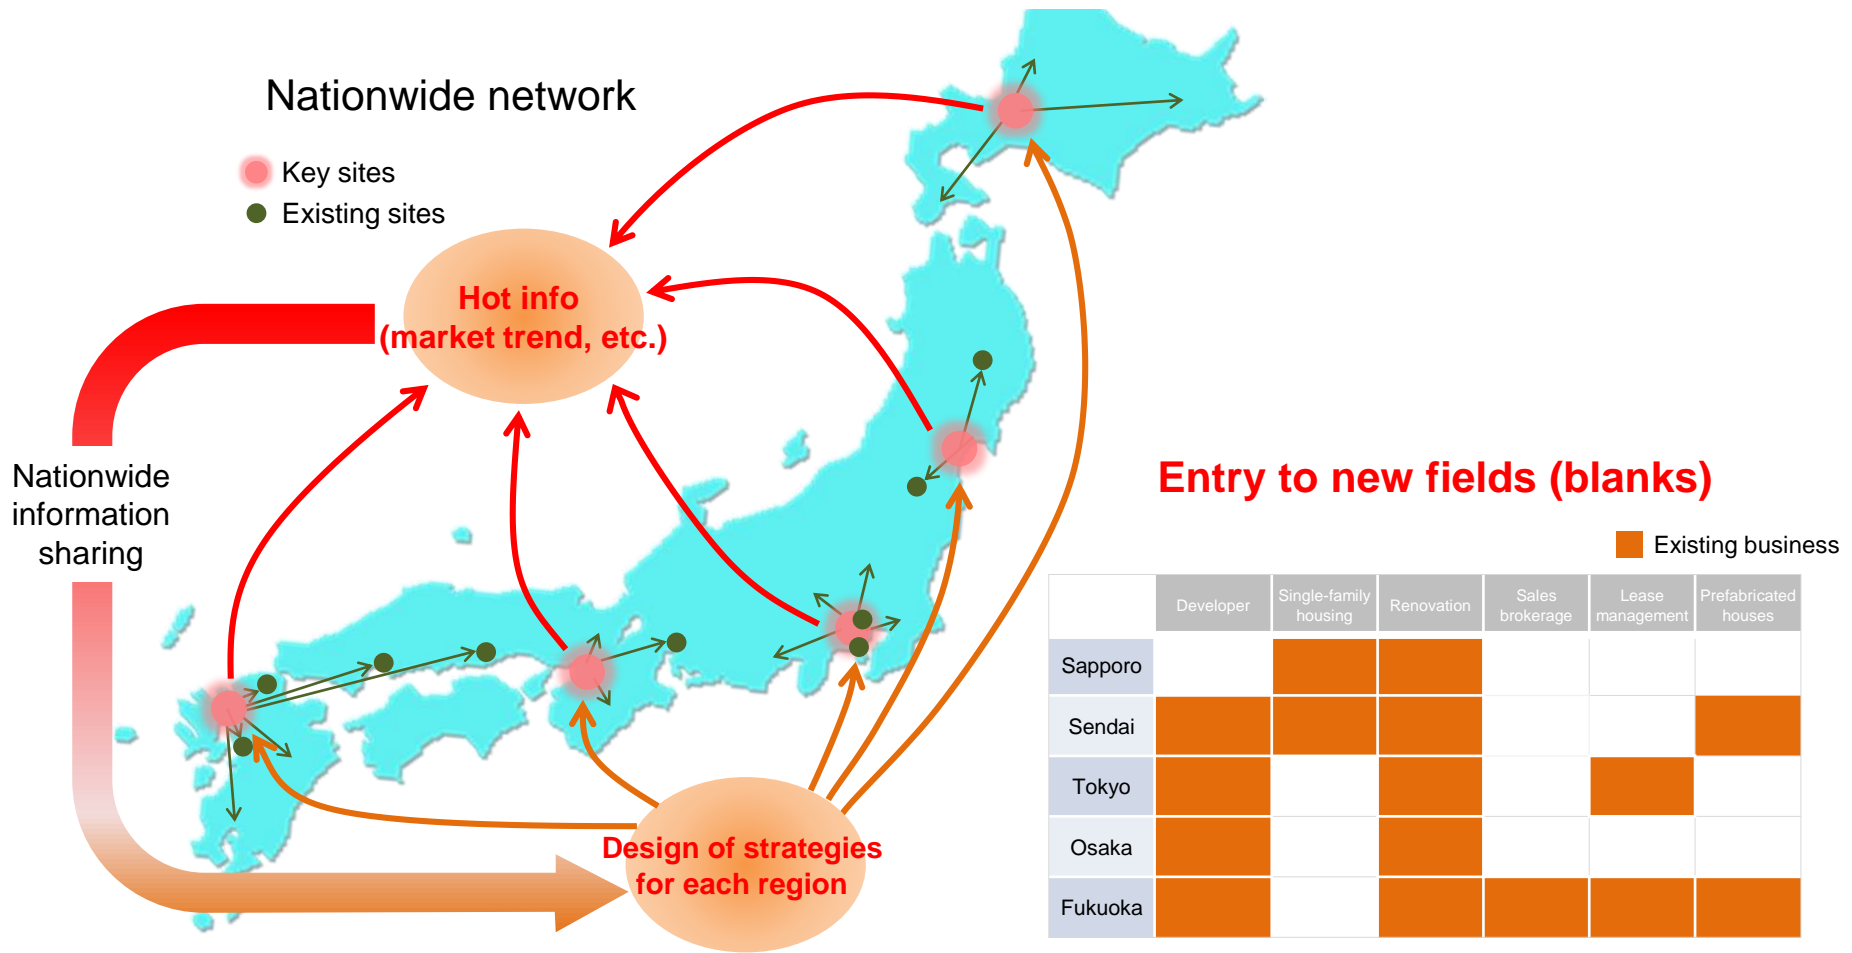 Nationwide network
Key sites
Existing sites
Hot info
(market trend, etc.)
Nationwide
information
sharing
Design of strategies
for each region
Entry to new fields (blanks)
Existing business
Developer
Single-family
housing
Renovation
Sales
brokerage
Lease
management
Prefabricated
houses
Sapporo
Sendai
Tokyo
Osaka
Fukuoka